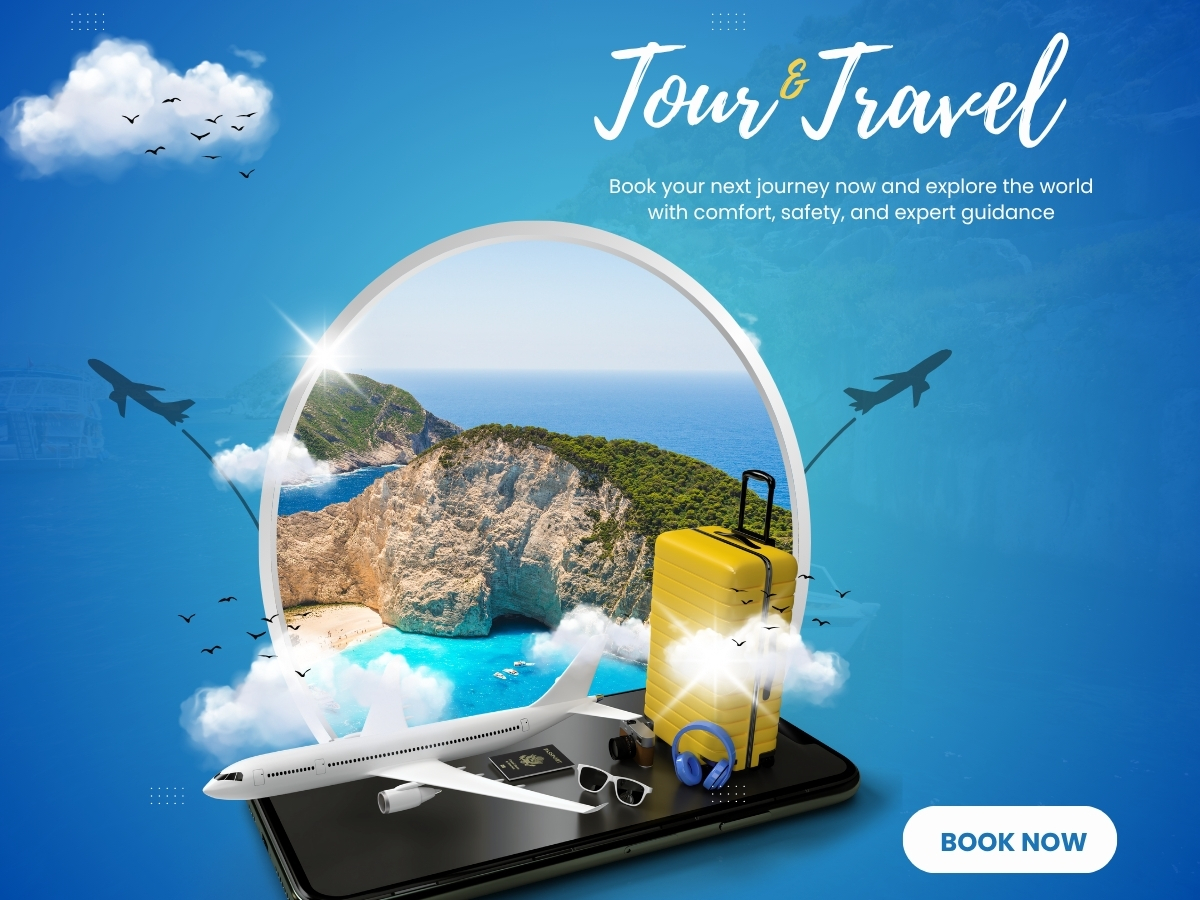 Tour & Travel
Book your next journey now and explore the world
with comfort, safety, and expert guidance
PASSPORT
BOOK NOW